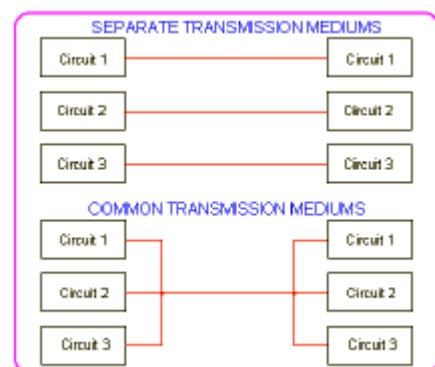 SEPARATE TRANSMISSION MEDIUMS
Circuit 1 Circuit 1
Circuit 2 Circuit 2
Circuit 3 Circuit 3
COMMON TRANSMISSION MEDIUMS
Circuit 1 Circuit 1
Circuit 2 Circuit 2
Circuit 3 Circuit 3